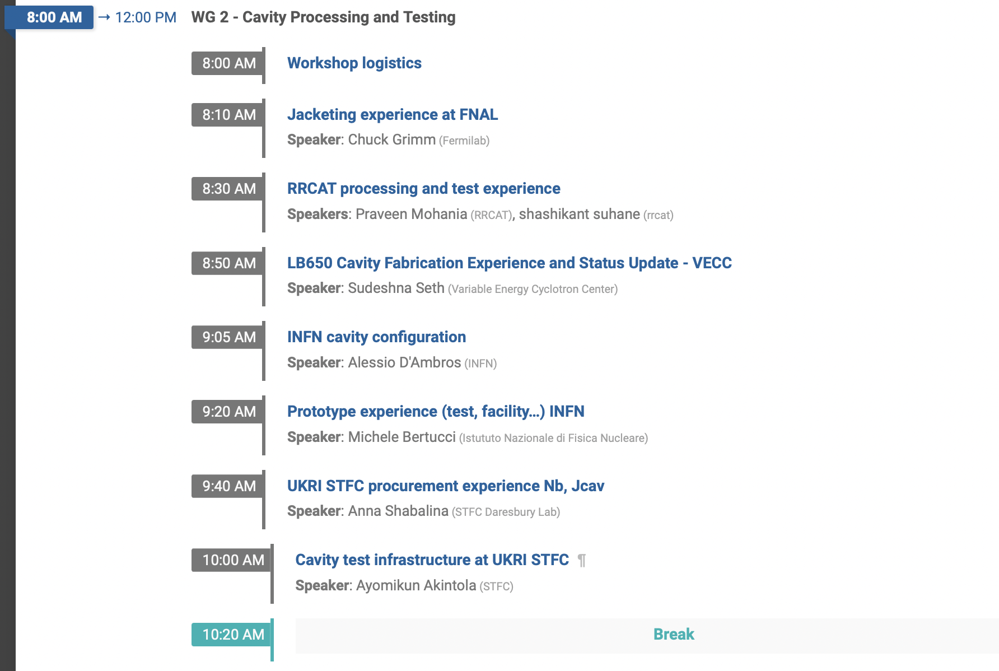 8:00 AM → 12:00 PM WG 2 - Cavity Processing and Testing
8:00 AM Workshop logistics
8:10 AM Jacketing experience at FNAL
Speaker: Chuck Grimm (Fermilab)
8:30 AM RRCAT processing and test experience
Speakers: Praveen Mohania (RRCAT), shashikant suhane (rrcat)
8:50 AM LB650 Cavity Fabrication Experience and Status Update - VECC
Speaker: Sudeshna Seth (Variable Energy Cyclotron Center)
9:05 AM INFN cavity configuration
Speaker: Alessio D'Ambros (INFN)
9:20 AM Prototype experience (test, facility...) INFN
Speaker: Michele Bertucci (Istututo Nazionale di Fisica Nucleare)
9:40 AM UKRI STFC procurement experience Nb, Jcav
Speaker: Anna Shabalina (STFC Daresbury Lab)
10:00 AM Cavity test infrastructure at UKRI STFC ¶
Speaker: Ayomikun Akintola (STFC)
10:20 AM Break